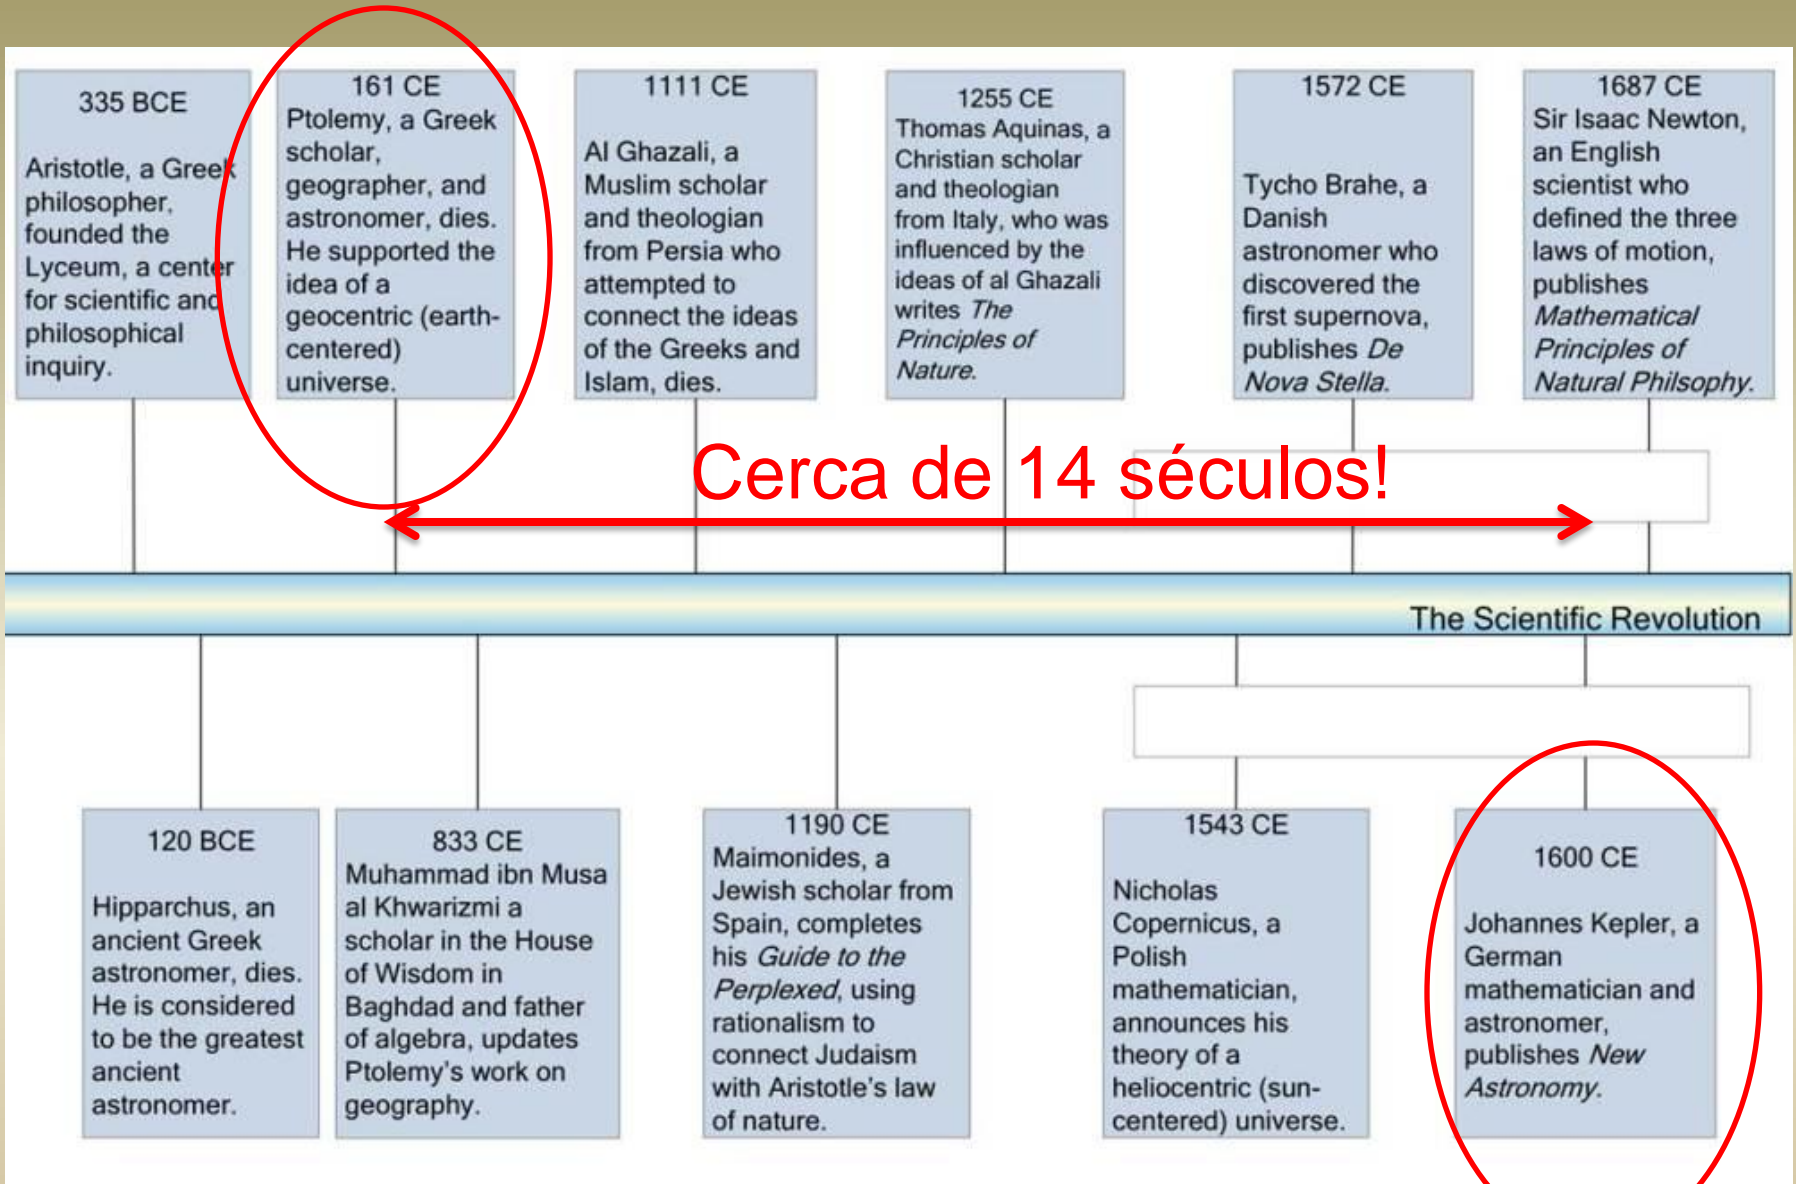 335 BCE
Aristotle, a Greek
philosopher,
founded the
Lyceum, a center
for scientific and
philosophical
inquiry.
161 CE
Ptolemy, a Greek
scholar,
geographer, and
astronomer, dies.
He supported the
idea of a
geocentric (earth-
centered)
universe.
1111 CE
Al Ghazali, a
Muslim scholar
and theologian
from Persia who
attempted to
connect the ideas
of the Greeks and
Islam, dies.
1255 CE
Thomas Aquinas, a
Christian scholar
and theologian
from Italy, who was
influenced by the
ideas of al Ghazali
writes The
Principles of
Nature.
1572 CE
Tycho Brahe, a
Danish
astronomer who
discovered the
first supernova,
publishes De
Nova Stella.
1687 CE
Sir Isaac Newton,
an English
scientist who
defined the three
laws of motion,
publishes
Mathematical
Principles of
Natural Philsophy.
Cerca de 14 séculos!
The Scientific Revolution
120 BCE
Hipparchus, an
ancient Greek
astronomer, dies.
He is considered
to be the greatest
ancient
astronomer.
833 CE
Muhammad ibn Musa
al Khwarizmi a
scholar in the House
of Wisdom in
Baghdad and father
of algebra, updates
Ptolemy's work on
geography.
1190 CE
Maimonides, a
Jewish scholar from
Spain, completes
his Guide to the
Perplexed, using
rationalism to
connect Judaism
with Aristotle's law
of nature.
1543 CE
Nicholas
Copernicus, a
Polish
mathematician,
announces his
theory of a
heliocentric (sun-
centered) universe.
1600 CE
Johannes Kepler, a
German
mathematician and
astronomer,
publishes New
Astronomy.